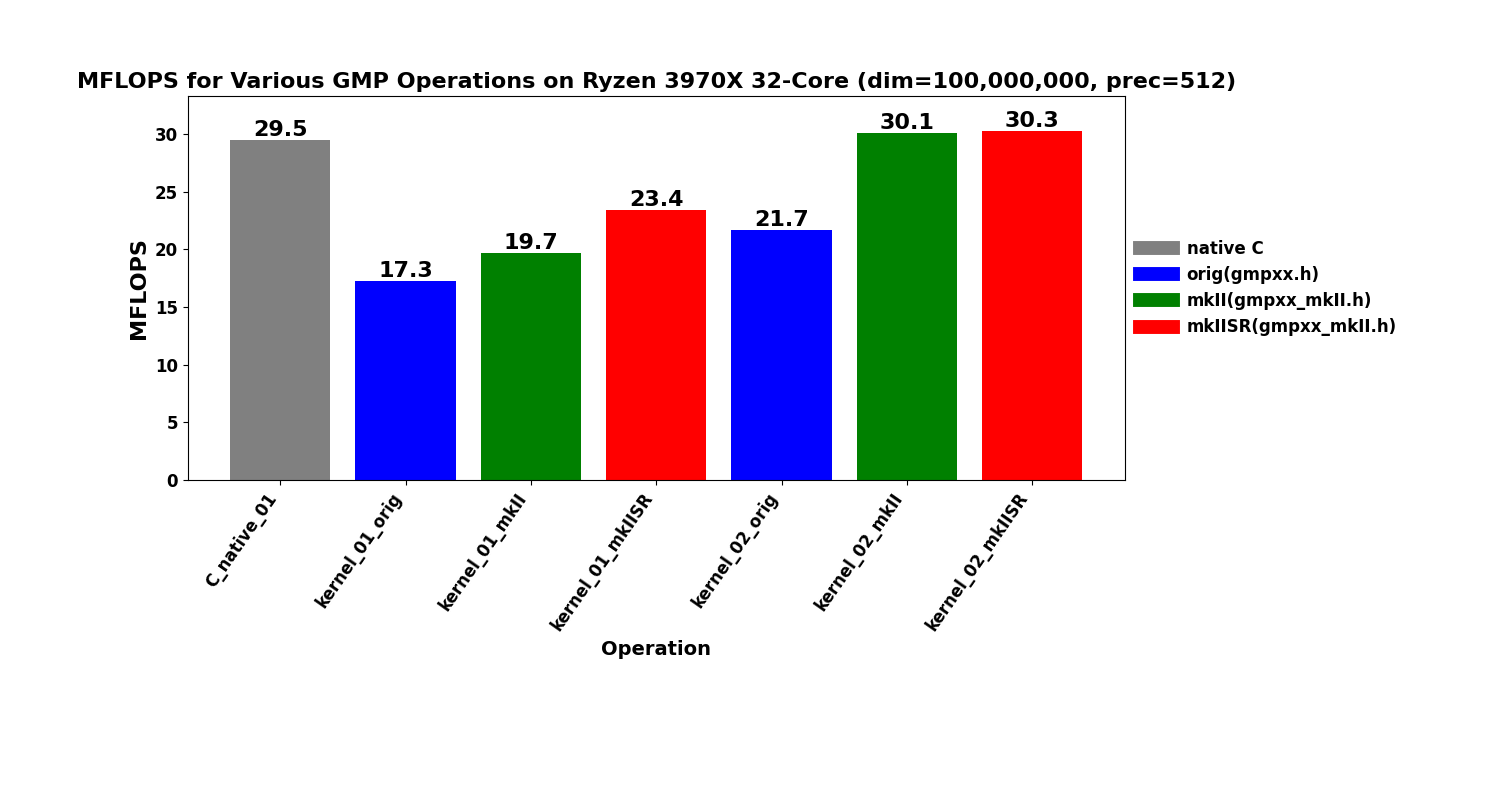 MFLOPS for Various GMP Operations on Ryzen 3970X 32-Core (dim=100,000,000, prec=512)
MFLOPS
30
25
20
15
10
5
0
29.5
17.3
19.7
23.4
21.7
30.1
30.3
C_native_01
kernel_01_orig
kernel_01_mkII
kernel_01_mkIISR
kernel_02_orig
kernel_02_mkII
kernel_02_mkIISR
Operation
native C
orig(gmpxx.h)
mkII(gmpxx_mkII.h)
mkIISR(gmpxx_mkII.h)